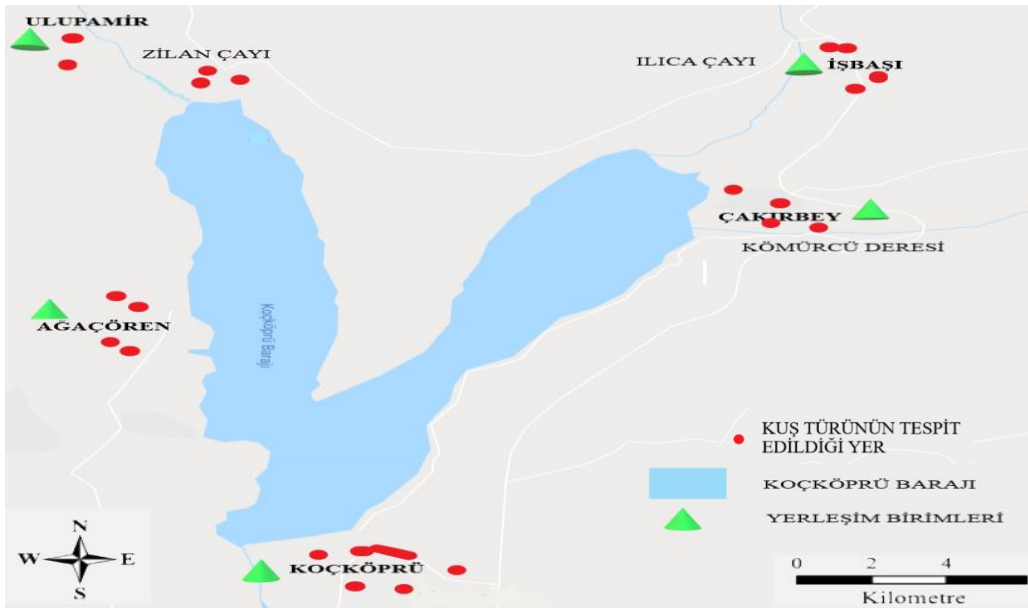 ULUPAMİR
ZİLAN ÇAYI
ILICA ÇAYI
İŞBAŞI
ÇAKIRBEY
KÖMÜRCÜ DERESİ
Koçköprü Barajı
AĞAÇÖREN
KUŞ TÜRÜNÜN TESPİT
EDİLDİĞİ YER
KOÇKÖPRÜ BARAJI
YERLEŞİM BİRİMLERİ
N
W E
S
KOÇKÖPRÜ
0 2 4
Kilometre